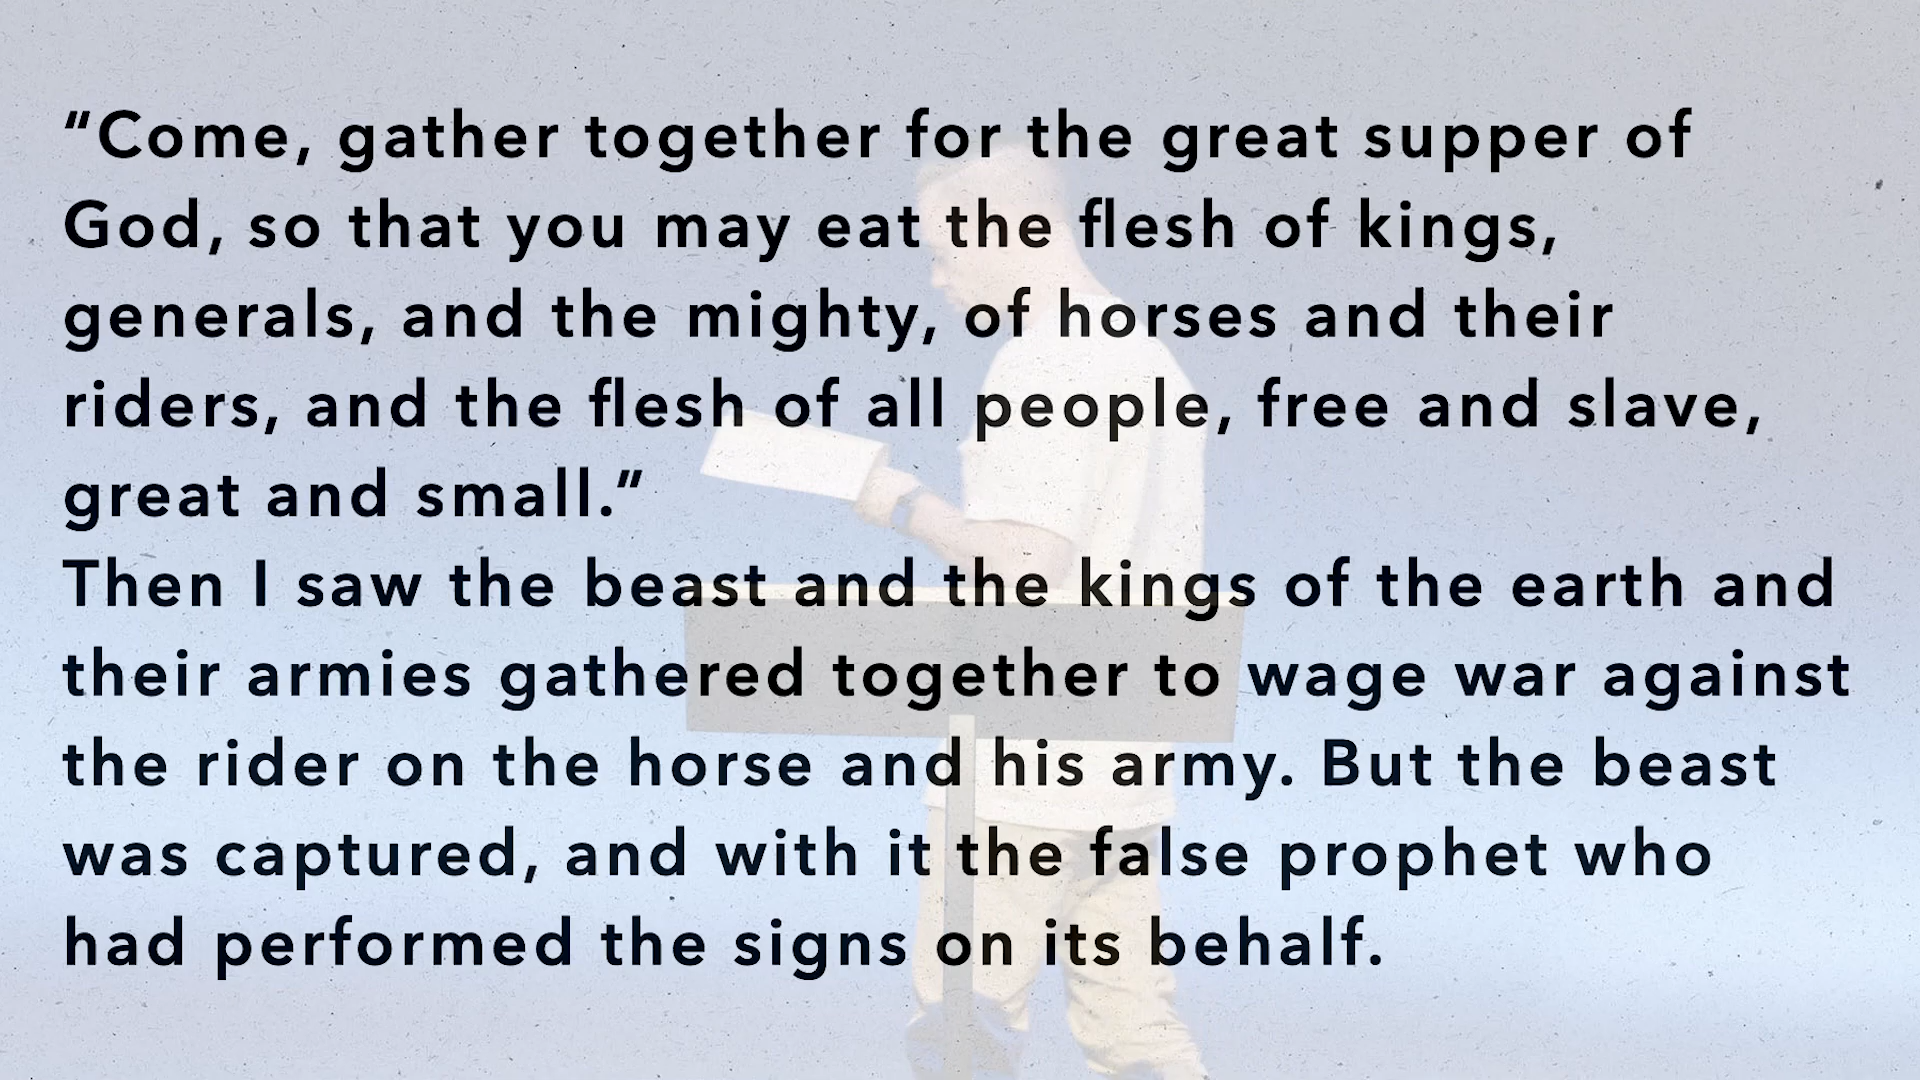 “Come, gather together for the great supper of
God, so that you may eat the flesh of kings,
generals, and the mighty, of horses and their
riders, and the flesh of all people, free and slave,
great and small.”
Then I saw the beast and the kings of the earth and
their armies gathered together to wage war against
the rider on the horse and his army. But the beast
was captured, and with it the false prophet who
had performed the signs on its behalf.